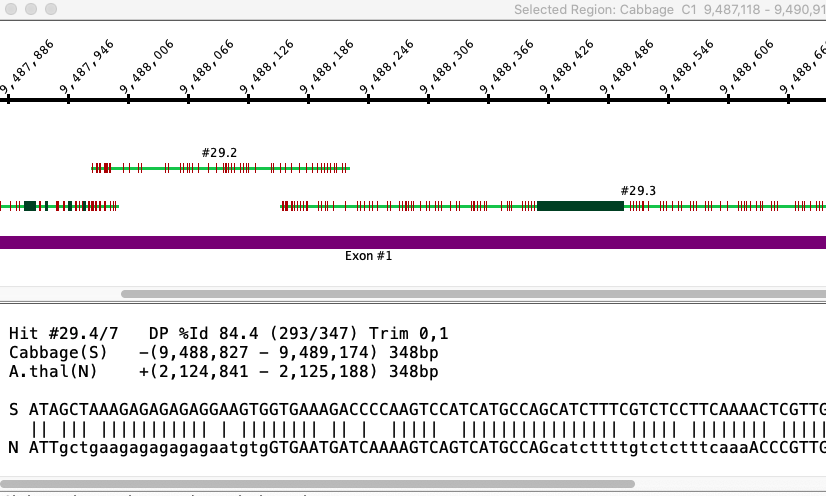 Selected Region: Cabbage  C1  9,487,118 - 9,490,91
9,487,886 9,487,946 9,488,006 9,488,066 9,488,126 9,488,186 9,488,246 9,488,306 9,488,366 9,488,426 9,488,486 9,488,546 9,488,606 9,488,66
#29.2
#29.3
Exon #1
Hit #29.4/7   DP %Id 84.4 (293/347) Trim 0,1
Cabbage(S)   -(9,488,827 - 9,489,174) 348bp
A.thal(N)    +(2,124,841 - 2,125,188) 348bp
S ATAGCTAAAGAGAGAGAGGAAGTGGTGAAAGACCCCAAGTCCATCATGCCAGCATCTTTCGTCTCCTTCAAAACTCGTTG
N ATTgctgaagagagagagaatgtgGTGAATGATCAAAAGTCAGTCATGCCAGcatcttttgtctctttcaaaACCCGTTG